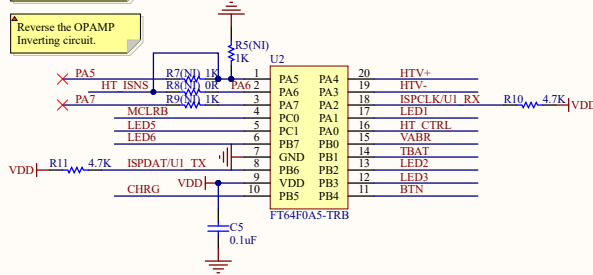 Reverse the OPAMP
Inverting circuit.
R5(NI)
1K
U2
PA5 R7(NI) 1K 1 PA5 PA4 20 HTV+
HT_ISNS R8(NI) 0R PA6 2 PA6 PA3 19 HTV-
PA7 R9(NI) 1K 3 PA7 PA2 18 ISPCLK/U1_RX R10 4.7K VDD
MCLRB 4 PC0 PA1 17 LED1
LED5 5 PC1 PA0 16 HT_CTRL
LED6 6 PB7 PB0 15 VABR
7 GND PB1 14 TBAT
VDD R11 4.7K ISPDAT/U1_TX 8 PB6 PB2 13 LED2
VDD 9 VDD PB3 12 LED3
CHRG 10 PB5 PB4 11 BTN
FT64F0A5-TRB
C5
0.1uF